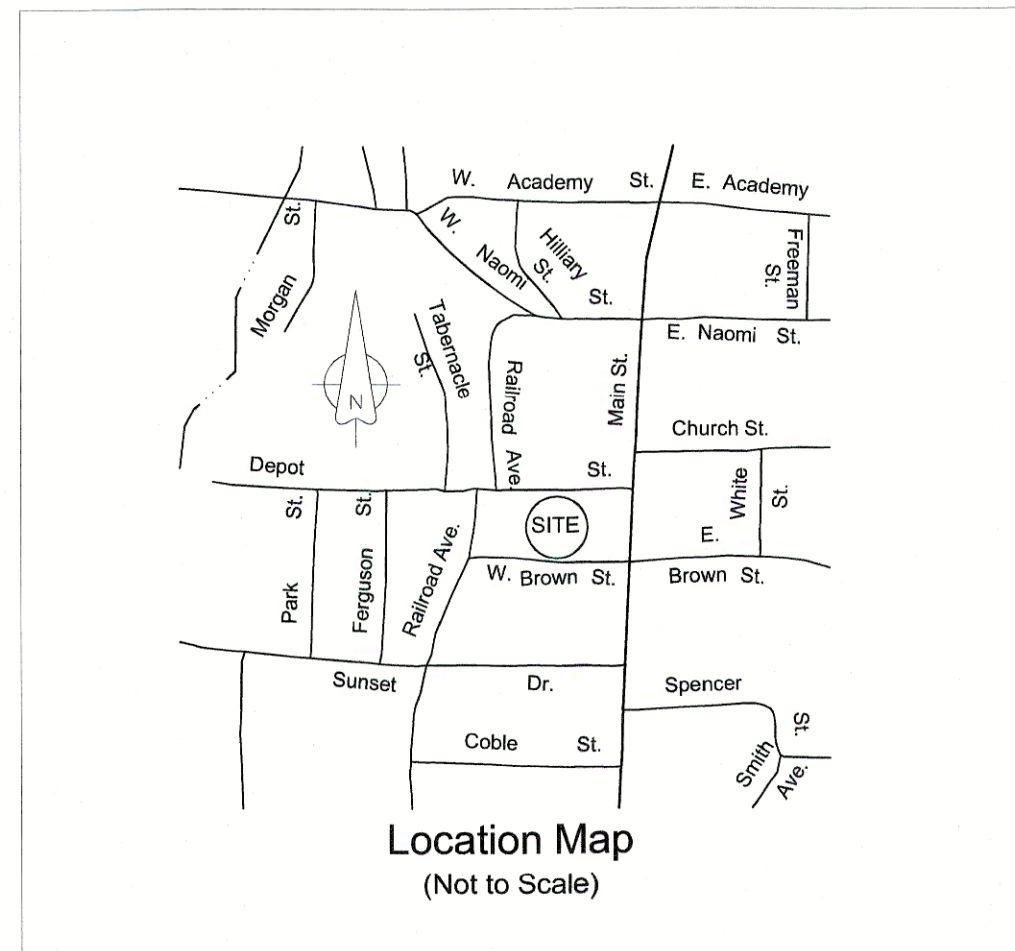 W. Academy St. E. Academy
Morgan St.
W. Naomi St.
Hilliary St.
Freeman St.
E. Naomi St.
Tabernacle St.
Railroad Ave.
Main St.
N
Church St.
Depot St.
White St.
SITE
Park St.
Ferguson St.
Railroad Ave.
W. Brown St.
E. Brown St.
Sunset Dr.
Spencer St.
Coble St.
Smith Ave.
Location Map
(Not to Scale)